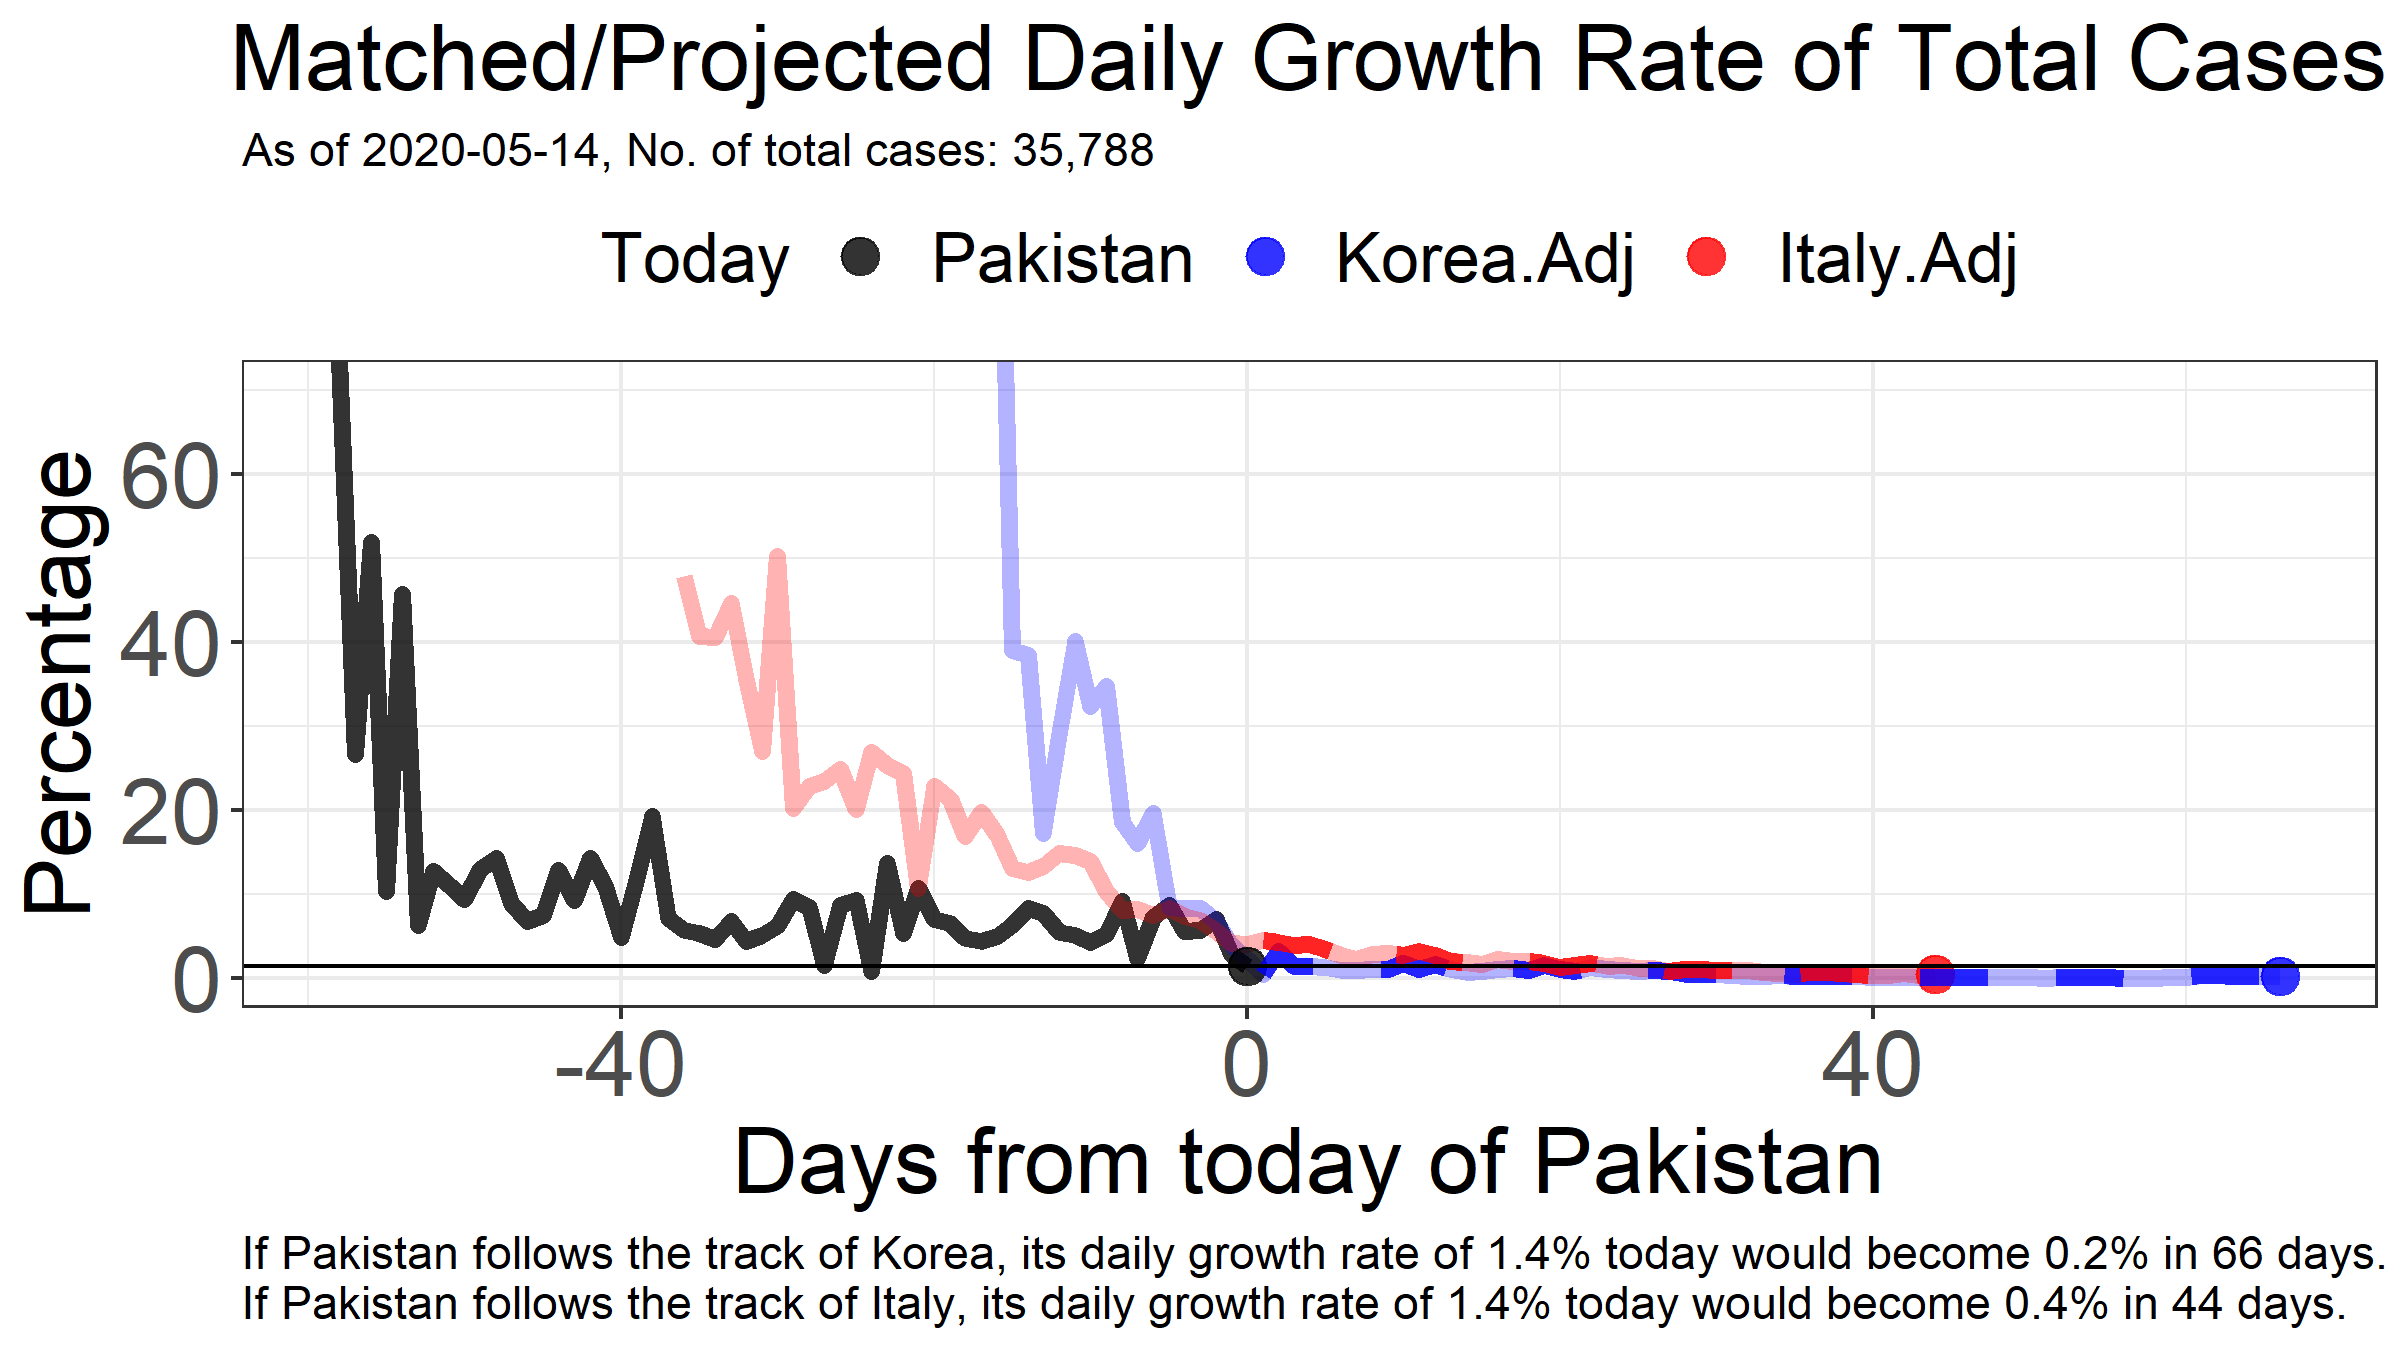 Matched/Projected Daily Growth Rate of Total Cases
As of 2020-05-14, No. of total cases: 35,788
Today Pakistan Korea.Adj Italy.Adj
Percentage
60
40
20
0
-40 0 40
Days from today of Pakistan
If Pakistan follows the track of Korea, its daily growth rate of 1.4% today would become 0.2% in 66 days.
If Pakistan follows the track of Italy, its daily growth rate of 1.4% today would become 0.4% in 44 days.